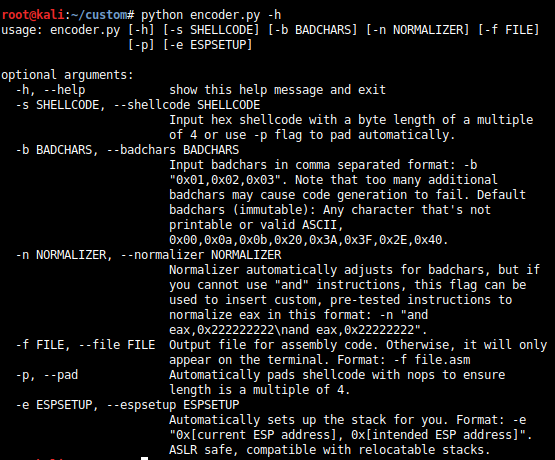 root@kali:~/custom# python encoder.py -h
usage: encoder.py [-h] [-s SHELLCODE] [-b BADCHARS] [-n NORMALIZER] [-f FILE]
[-p] [-e ESPSETUP]
optional arguments:
-h, --help show this help message and exit
-s SHELLCODE, --shellcode SHELLCODE
Input hex shellcode with a byte length of a multiple
of 4 or use -p flag to pad automatically.
-b BADCHARS, --badchars BADCHARS
Input badchars in comma separated format: -b
"0x01,0x02,0x03". Note that too many additional
badchars may cause code generation to fail. Default
badchars (immutable): Any character that's not
printable or valid ASCII,
0x00,0x0a,0x0b,0x20,0x3A,0x3F,0x2E,0x40.
-n NORMALIZER, --normalizer NORMALIZER
Normalizer automatically adjusts for badchars, but if
you cannot use "and" instructions, this flag can be
used to insert custom, pre-tested instructions to
normalize eax in this format: -n "and
eax,0x222222222\nand eax,0x22222222".
-f FILE, --file FILE Output file for assembly code. Otherwise, it will only
appear on the terminal. Format: -f file.asm
-p, --pad Automatically pads shellcode with nops to ensure
length is a multiple of 4.
-e ESPSETUP, --espsetup ESPSETUP
Automatically sets up the stack for you. Format: -e
"0x[current ESP address], 0x[intended ESP address]".
ASLR safe, compatible with relocatable stacks.